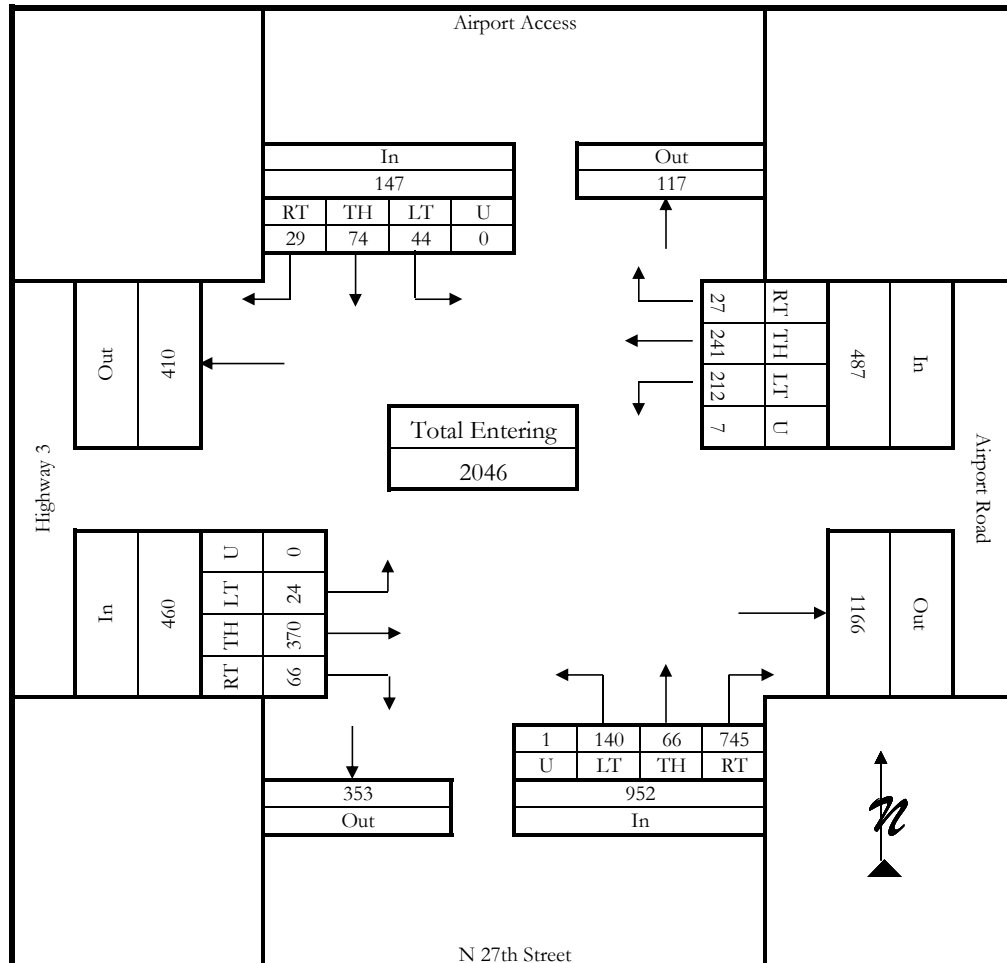 Airport Access
In
147
RT TH LT U
29 74 44 0
Out
117
Out
410
Highway 3
27 RT
241 TH
212 LT
7 U
487
In
Airport Road
Total Entering
2046
In
460
U 0
LT 24
TH 370
RT 66
1166
Out
1 140 66 745
U LT TH RT
952
In
353
Out
N
N 27th Street